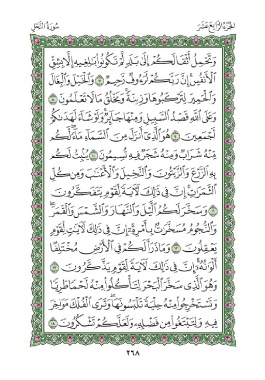 الجزء الرابع عشر سورة النحل
وَتَحْمِلُ أَثْقَالَكُمْ إِلَىٰ بَلَدٍ لَّمْ تَكُونُوا۟ بَٰلِغِيهِ إِلَّا بِشِقِّ
ٱلْأَنفُسِ إِنَّ رَبَّكُمْ لَرَءُوفٌ رَّحِيمٌ ٧ وَٱلْخَيْلَ وَٱلْبِغَالَ
وَٱلْحَمِيرَ لِتَرْكَبُوهَا وَزِينَةً وَيَخْلُقُ مَا لَا تَعْلَمُونَ ٨
وَعَلَى ٱللَّهِ قَصْدُ ٱلسَّبِيلِ وَمِنْهَا جَآئِرٌ وَلَوْ شَآءَ لَهَدَىٰكُمْ
أَجْمَعِينَ ٩ هُوَ ٱلَّذِىٓ أَنزَلَ مِنَ ٱلسَّمَآءِ مَآءً لَّكُم
مِّنْهُ شَرَابٌ وَمِنْهُ شَجَرٌ فِيهِ تُسِيمُونَ ١٠ يُنۢبِتُ لَكُم
بِهِ ٱلزَّرْعَ وَٱلزَّيْتُونَ وَٱلنَّخِيلَ وَٱلْأَعْنَٰبَ وَمِن كُلِّ
ٱلثَّمَرَٰتِ إِنَّ فِى ذَٰلِكَ لَءَايَةً لِّقَوْمٍ يَتَفَكَّرُونَ
١١ وَسَخَّرَ لَكُمُ ٱلَّيْلَ وَٱلنَّهَارَ وَٱلشَّمْسَ وَٱلْقَمَرَ
وَٱلنُّجُومُ مُسَخَّرَٰتٌۢ بِأَمْرِهِۦٓ إِنَّ فِى ذَٰلِكَ لَءَايَٰتٍ لِّقَوْمٍ
يَعْقِلُونَ ١٢ وَمَا ذَرَأَ لَكُمْ فِى ٱلْأَرْضِ مُخْتَلِفًا
أَلْوَٰنُهُۥٓ إِنَّ فِى ذَٰلِكَ لَءَايَةً لِّقَوْمٍ يَذَّكَّرُونَ ١٣
وَهُوَ ٱلَّذِى سَخَّرَ ٱلْبَحْرَ لِتَأْكُلُوا۟ مِنْهُ لَحْمًا طَرِيًّا
وَتَسْتَخْرِجُوا۟ مِنْهُ حِلْيَةً تَلْبَسُونَهَا وَتَرَى ٱلْفُلْكَ مَوَاخِرَ
فِيهِ وَلِتَبْتَغُوا۟ مِن فَضْلِهِۦ وَلَعَلَّكُمْ تَشْكُرُونَ ١٤
٢٦٨